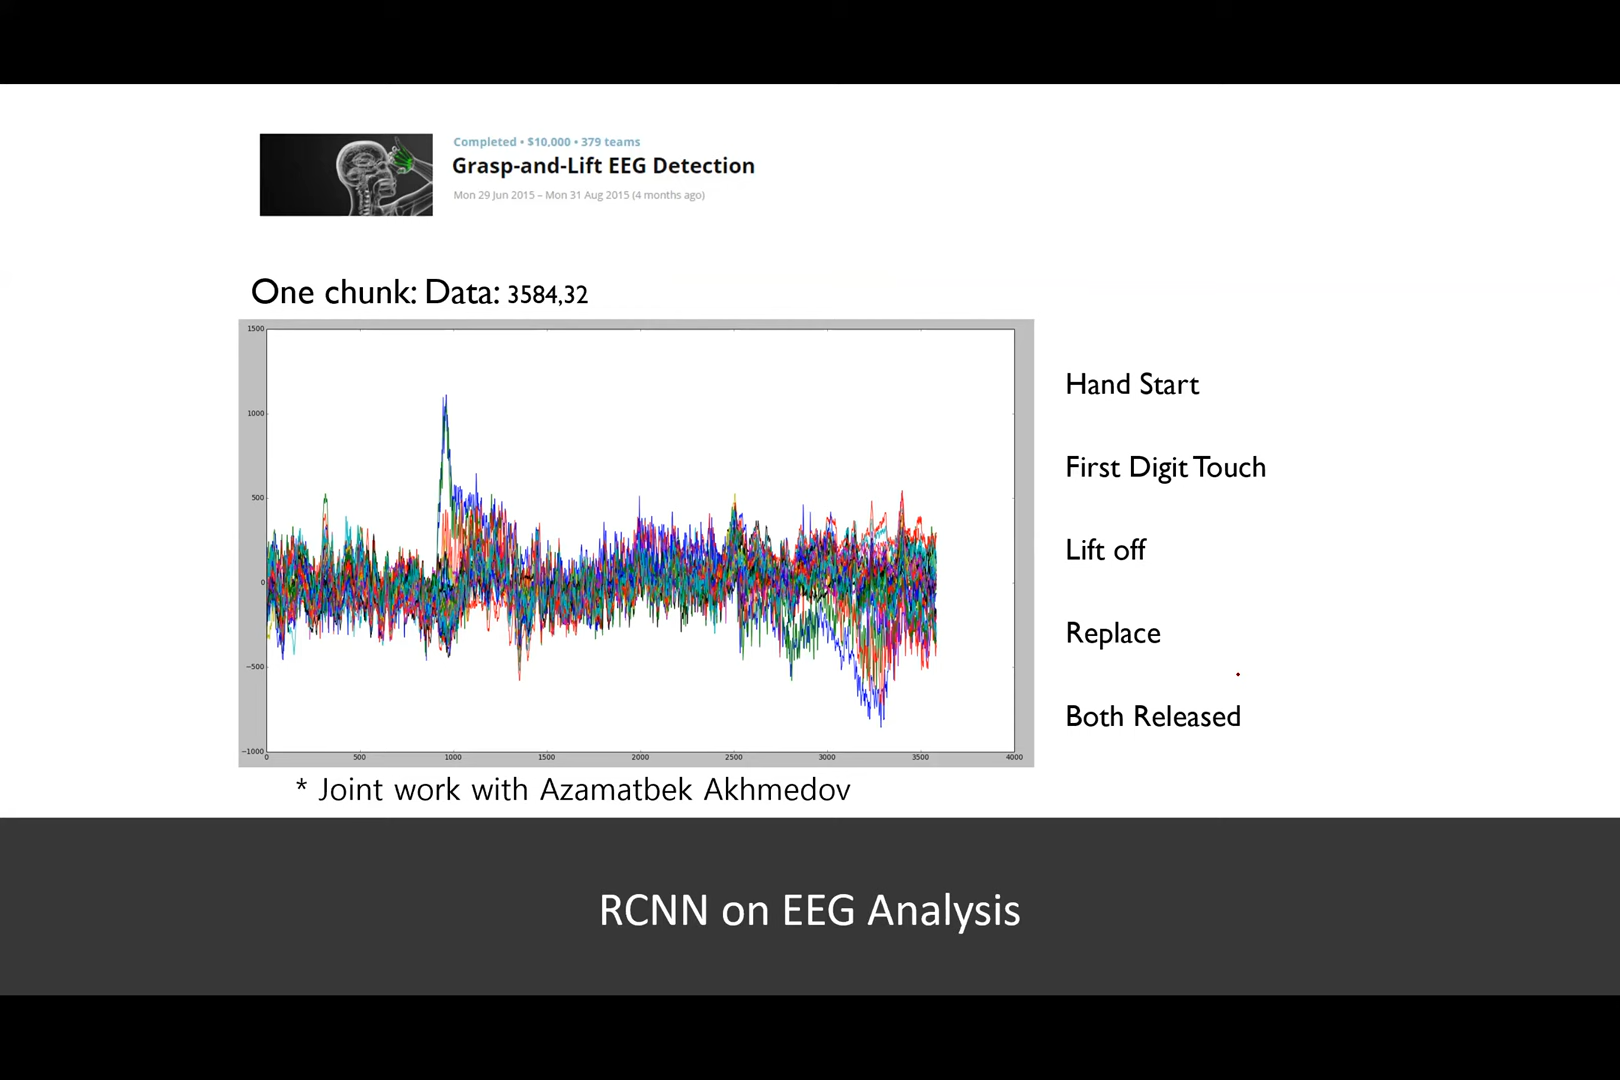 Completed • $10,000 • 379 teams
Grasp-and-Lift EEG Detection
Mon 29 Jun 2015 – Mon 31 Aug 2015 (4 months ago)
One chunk: Data: 3584,32
1500
1000
500
0
−500
−1000
0 500 1000 1500 2000 2500 3000 3500 4000
Hand Start
First Digit Touch
Lift off
Replace
Both Released
* Joint work with Azamatbek Akhmedov
RCNN on EEG Analysis